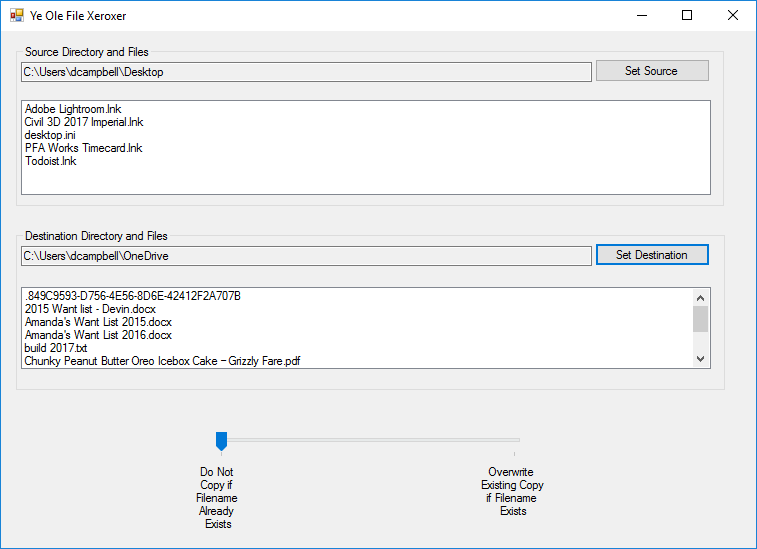 Ye Ole File Xeroxer
Source Directory and Files
C:\Users\dcampbell\Desktop
Set Source
Adobe Lightroom.lnk
Civil 3D 2017 Imperial.lnk
desktop.ini
PFA Works Timecard.lnk
Todoist.lnk
Destination Directory and Files
C:\Users\dcampbell\OneDrive
Set Destination
.849C9593-D756-4E56-8D6E-42412F2A707B
2015 Want list - Devin.docx
Amanda's Want List 2015.docx
Amanda's Want List 2016.docx
build 2017.txt
Chunky Peanut Butter Oreo Icebox Cake – Grizzly Fare.pdf
Do Not
Copy if
Filename
Already
Exists
Overwrite
Existing Copy
if Filename
Exists